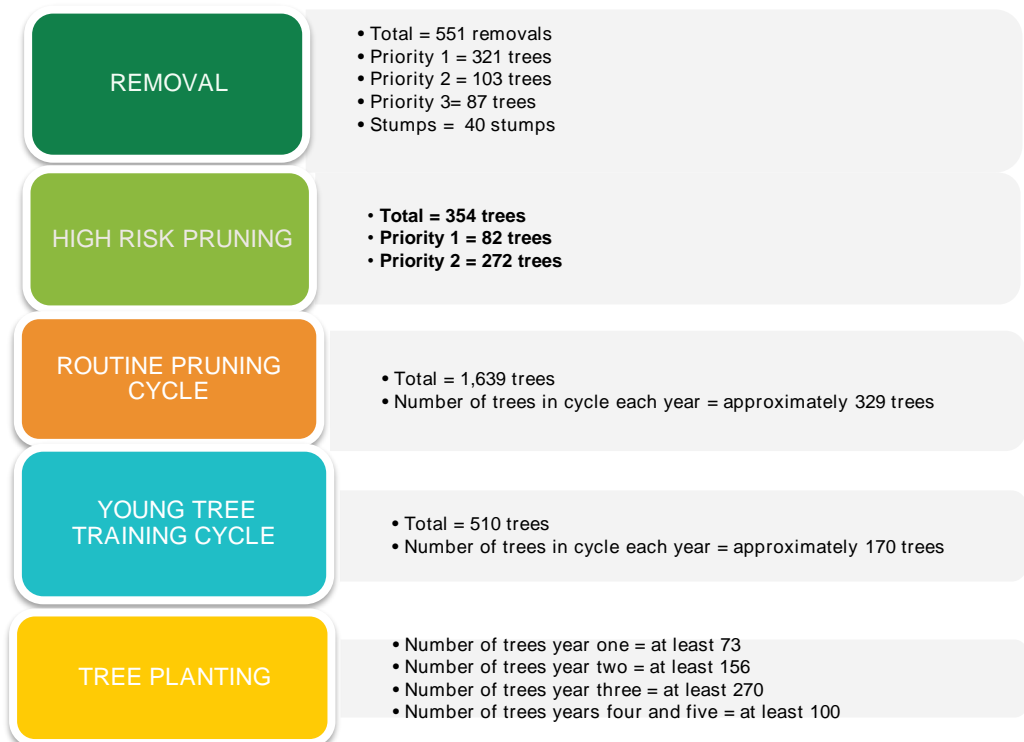 REMOVAL
• Total = 551 removals
• Priority 1 = 321 trees
• Priority 2 = 103 trees
• Priority 3= 87 trees
• Stumps = 40 stumps
HIGH RISK PRUNING
• Total = 354 trees
• Priority 1 = 82 trees
• Priority 2 = 272 trees
ROUTINE PRUNING
CYCLE
• Total = 1,639 trees
• Number of trees in cycle each year = approximately 329 trees
YOUNG TREE
TRAINING CYCLE
• Total = 510 trees
• Number of trees in cycle each year = approximately 170 trees
TREE PLANTING
• Number of trees year one = at least 73
• Number of trees year two = at least 156
• Number of trees year three = at least 270
• Number of trees years four and five = at least 100